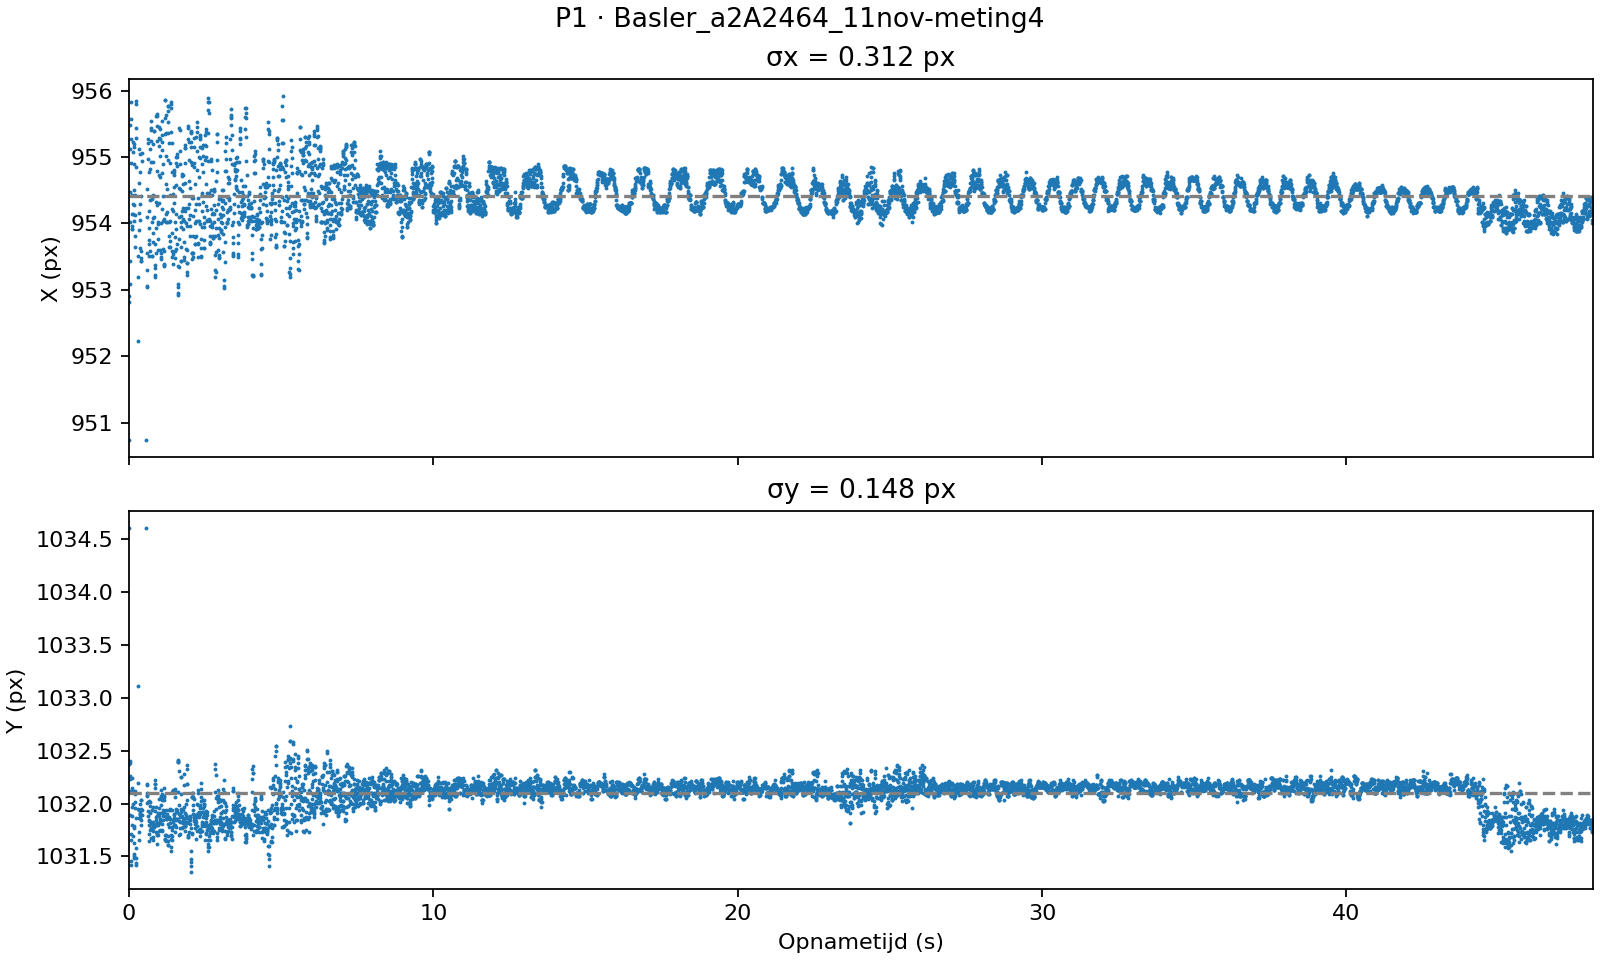 P1 · Basler_a2A2464_11nov-meting4
σx = 0.312 px
956
955
954
953
952
951
X (px)
σy = 0.148 px
1034.5
1034.0
1033.5
1033.0
1032.5
1032.0
1031.5
Y (px)
0 10 20 30 40
Opnametijd (s)